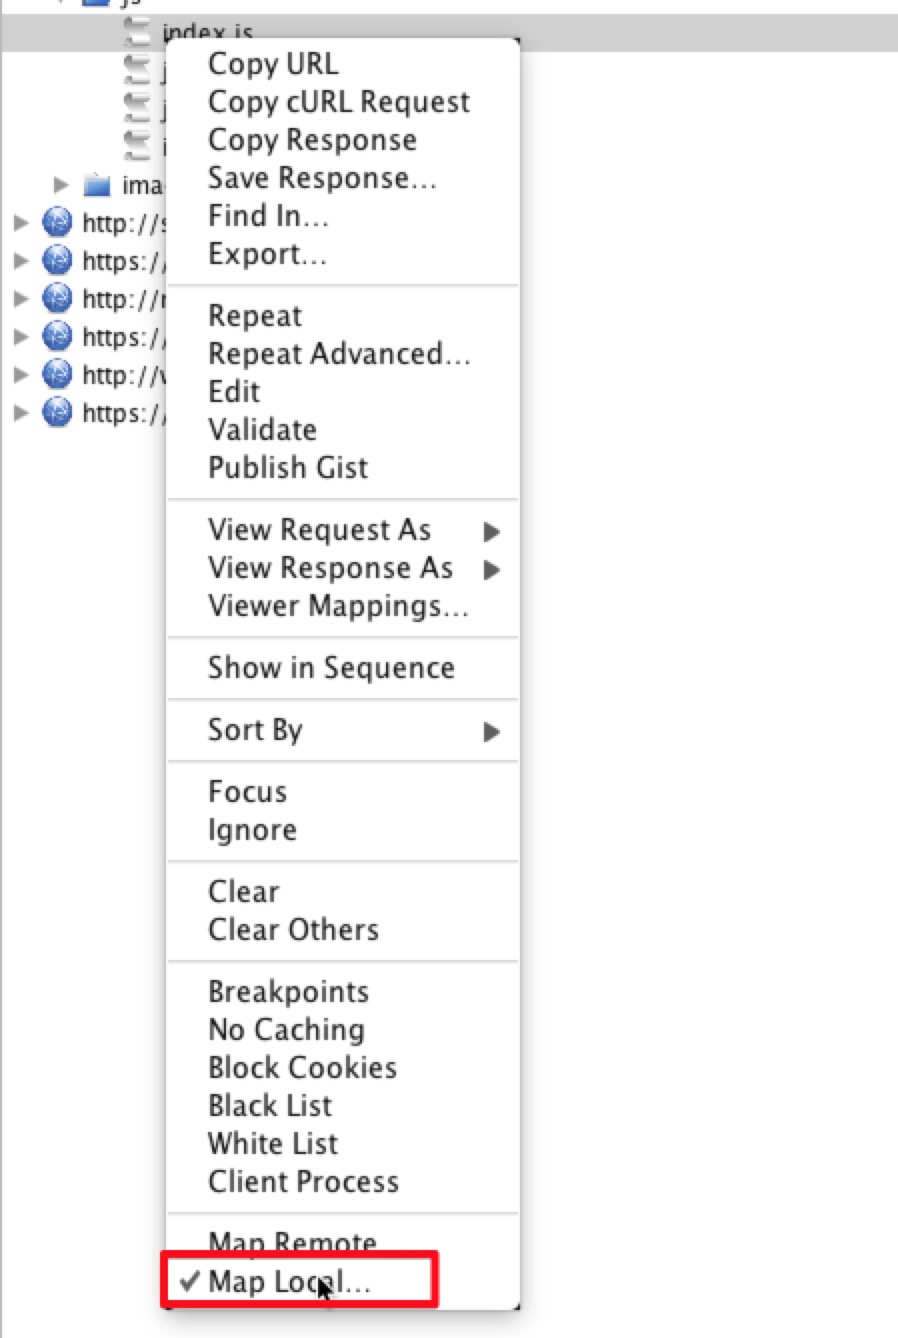 js
index.js
Copy URL
Copy cURL Request
Copy Response
Save Response...
Find In...
Export...
Repeat
Repeat Advanced...
Edit
Validate
Publish Gist
View Request As
View Response As
Viewer Mappings...
Show in Sequence
Sort By
Focus
Ignore
Clear
Clear Others
Breakpoints
No Caching
Block Cookies
Black List
White List
Client Process
Map Remote
Map Local...
ima
http://s
https://
http://
https://
http://
https://